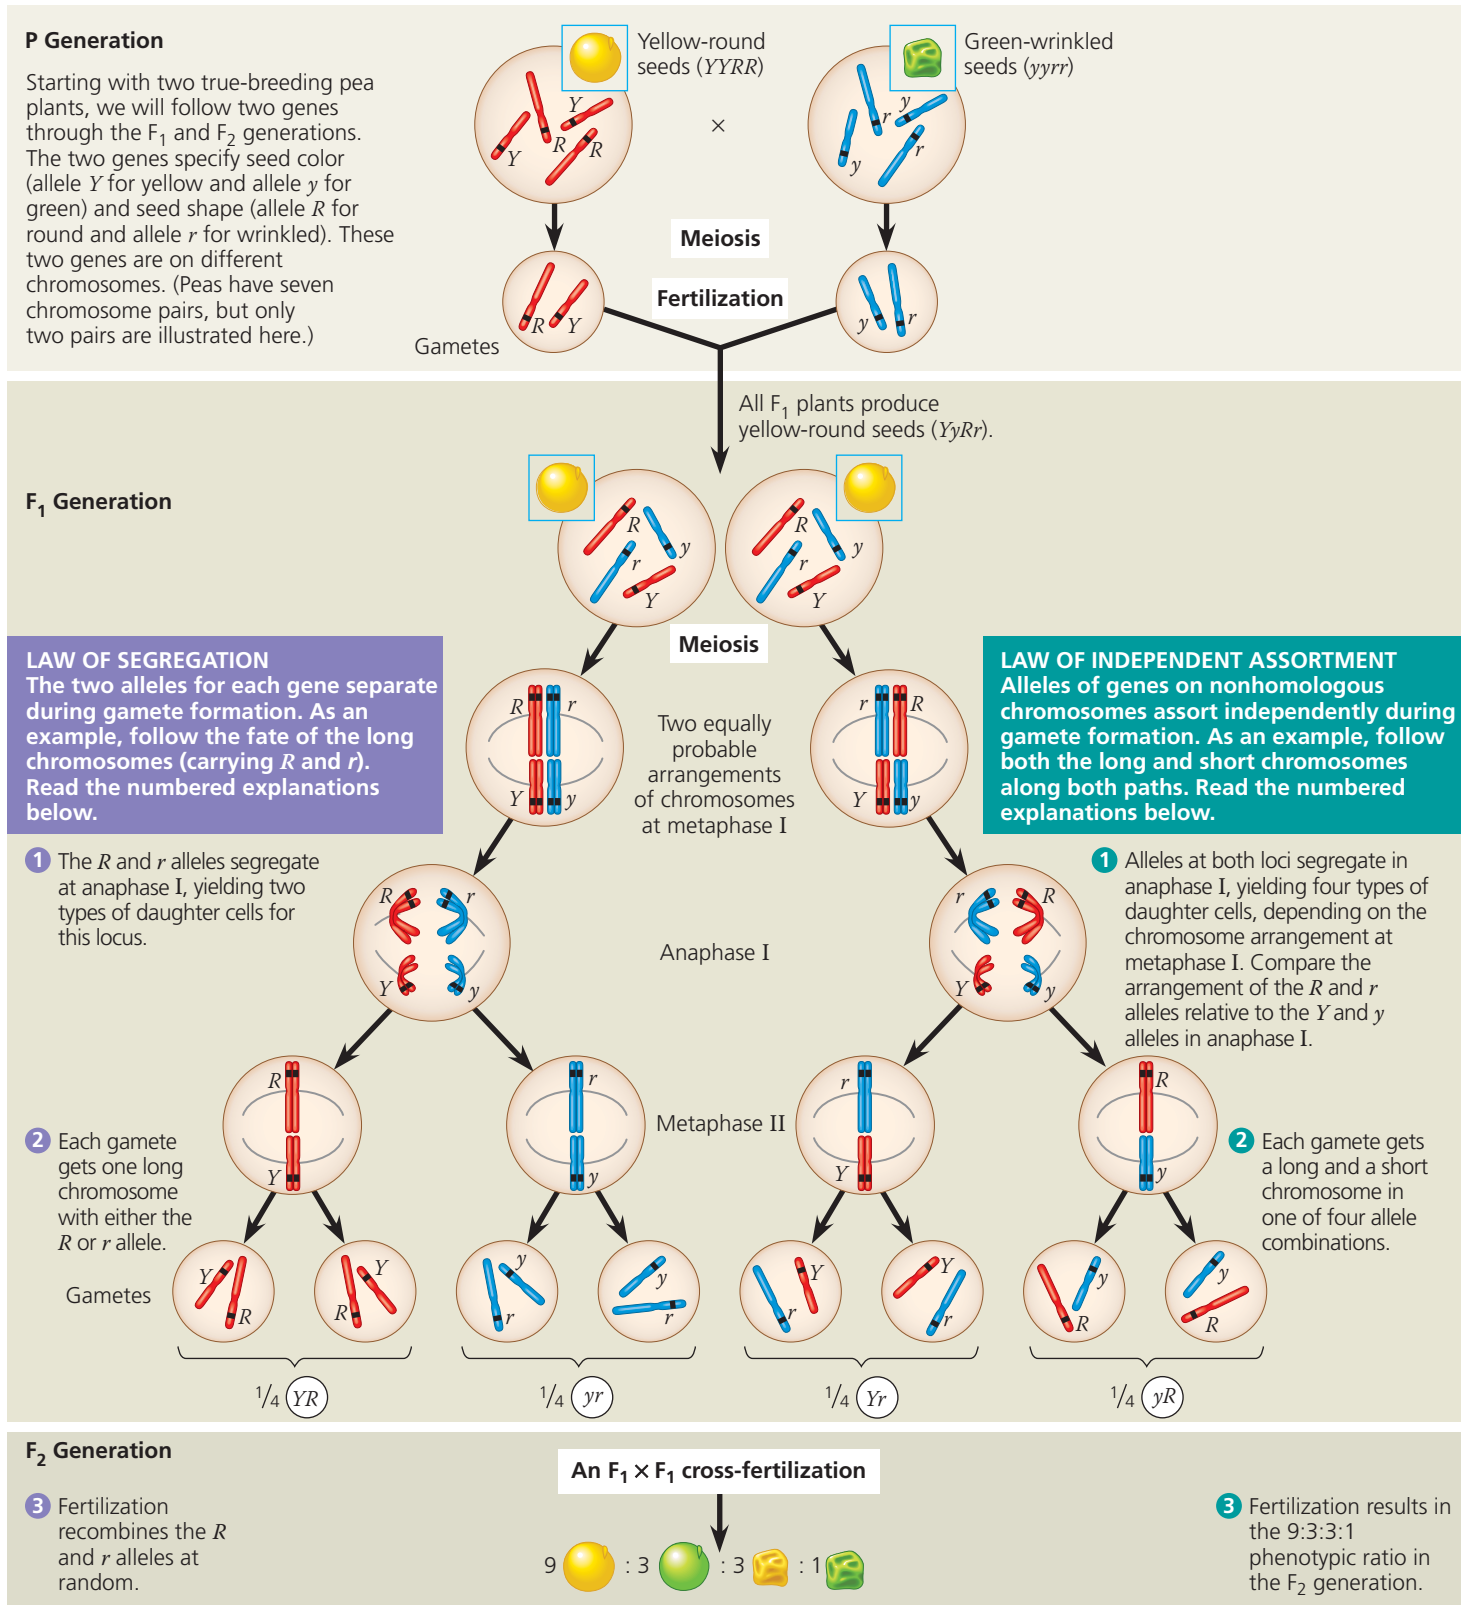 P Generation
Starting with two true-breeding pea
plants, we will follow two genes
through the F1 and F2 generations.
The two genes specify seed color
(allele Y for yellow and allele y for
green) and seed shape (allele R for
round and allele r for wrinkled). These
two genes are on different
chromosomes. (Peas have seven
chromosome pairs, but only
two pairs are illustrated here.)
Yellow-round
seeds (YYRR)
Green-wrinkled
seeds (yyrr)
Y
Y
R
R
×
y
r
y
r
Meiosis
Fertilization
R
Y
y
r
Gametes
All F1 plants produce
yellow-round seeds (YyRr).
F1 Generation
R
y
r
Y
R
y
r
Y
Meiosis
LAW OF SEGREGATION
The two alleles for each gene separate
during gamete formation. As an
example, follow the fate of the long
chromosomes (carrying R and r).
Read the numbered explanations
below.
R
r
Y
y
Two equally
probable
arrangements
of chromosomes
at metaphase I
r
R
Y
y
LAW OF INDEPENDENT ASSORTMENT
Alleles of genes on nonhomologous
chromosomes assort independently during
gamete formation. As an example, follow
both the long and short chromosomes
along both paths. Read the numbered
explanations below.
1 The R and r alleles segregate
at anaphase I, yielding two
types of daughter cells for
this locus.
R
r
Y
y
Anaphase I
r
R
Y
y
1 Alleles at both loci segregate in
anaphase I, yielding four types of
daughter cells, depending on the
chromosome arrangement at
metaphase I. Compare the
arrangement of the R and r
alleles relative to the Y and y
alleles in anaphase I.
2 Each gamete
gets one long
chromosome
with either the
R or r allele.
R
Y
r
y
Metaphase II
r
Y
R
y
2 Each gamete gets
a long and a short
chromosome in
one of four allele
combinations.
Gametes
Y
R
Y
R
y
r
y
r
Y
r
Y
r
y
R
y
R
1/4 YR
1/4 yr
1/4 Yr
1/4 yR
F2 Generation
An F1 × F1 cross-fertilization
3 Fertilization
recombines the R
and r alleles at
random.
9 : 3 : 3 : 1
3 Fertilization results in
the 9:3:3:1
phenotypic ratio in
the F2 generation.